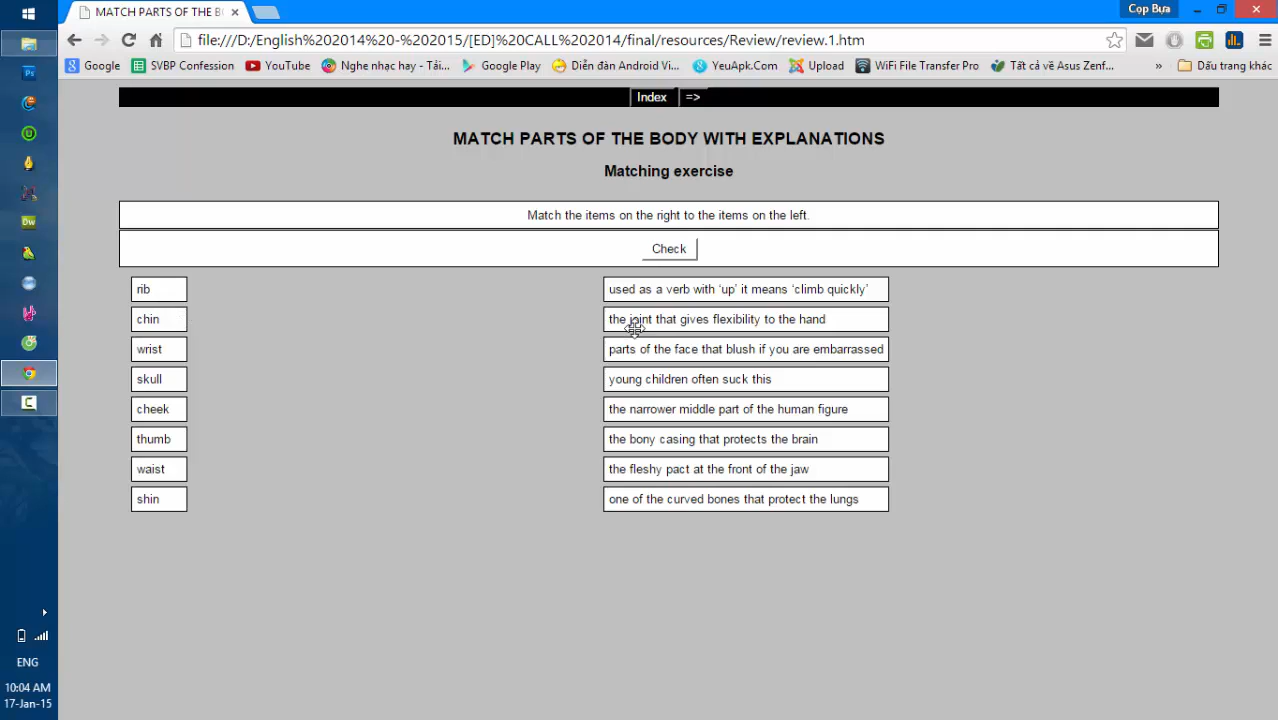 MATCH PARTS OF THE B
Cọp Bựa
file:///D:/English%202014%20-%202015/[ED]%20CALL%202014/final/resources/Review/review.1.htm
Google SVBP Confession YouTube Nghe nhạc hay - Tải... Google Play Diễn đàn Android Vi... YeuApk.Com Upload WiFi File Transfer Pro Tất cả về Asus Zenf... » Dấu trang khác
Index =>
MATCH PARTS OF THE BODY WITH EXPLANATIONS
Matching exercise
Match the items on the right to the items on the left.
Check
rib used as a verb with ‘up’ it means ‘climb quickly’
chin the joint that gives flexibility to the hand
wrist parts of the face that blush if you are embarrassed
skull young children often suck this
cheek the narrower middle part of the human figure
thumb the bony casing that protects the brain
waist the fleshy pact at the front of the jaw
shin one of the curved bones that protect the lungs
Ps
Dw
ENG
10:04 AM
17-Jan-15